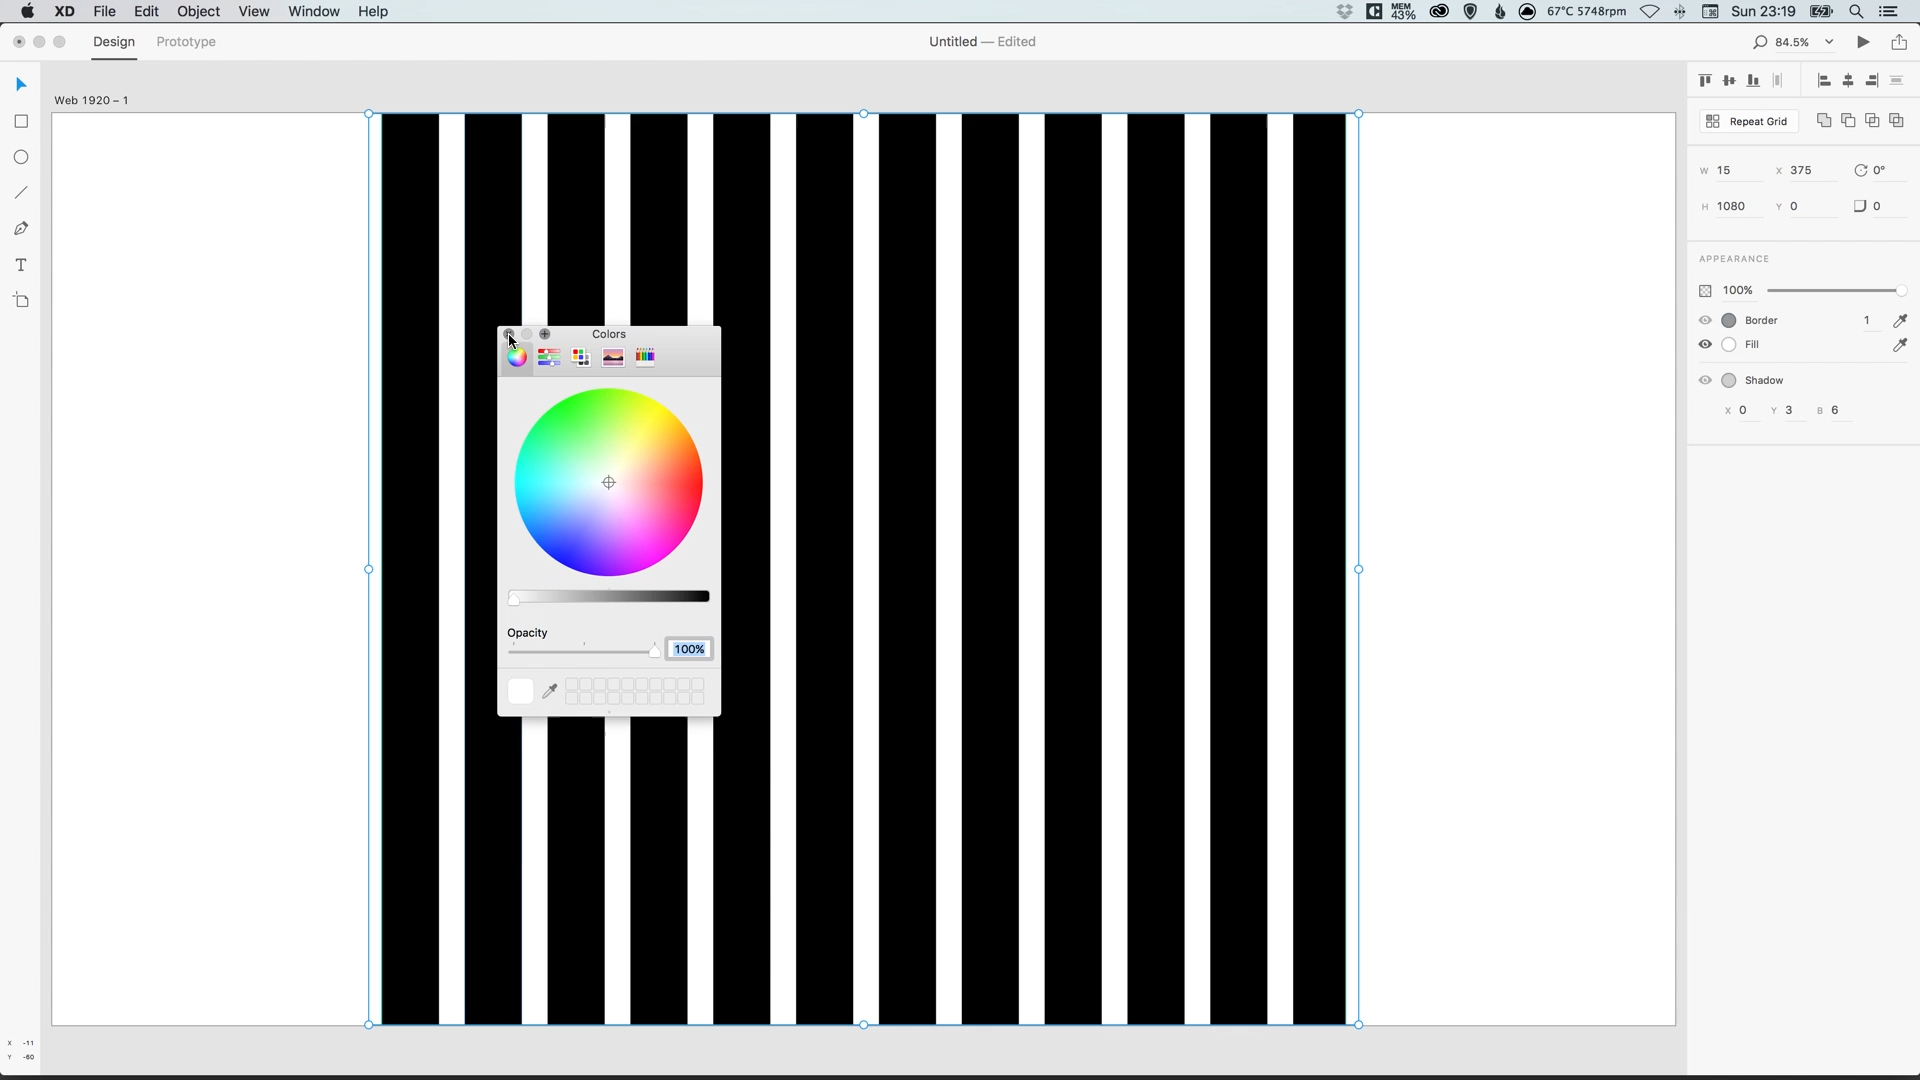 XD File Edit Object View Window Help
MEM 43% 67°C 5748rpm Sun 23:19
Design Prototype
Untitled — Edited
84.5%
Web 1920 – 1
Repeat Grid
W 15 X 375 0°
H 1080 Y 0 0
APPEARANCE
100%
Border 1
Fill
Shadow
X 0 Y 3 B 6
Colors
Opacity
100%
X -11
Y -60